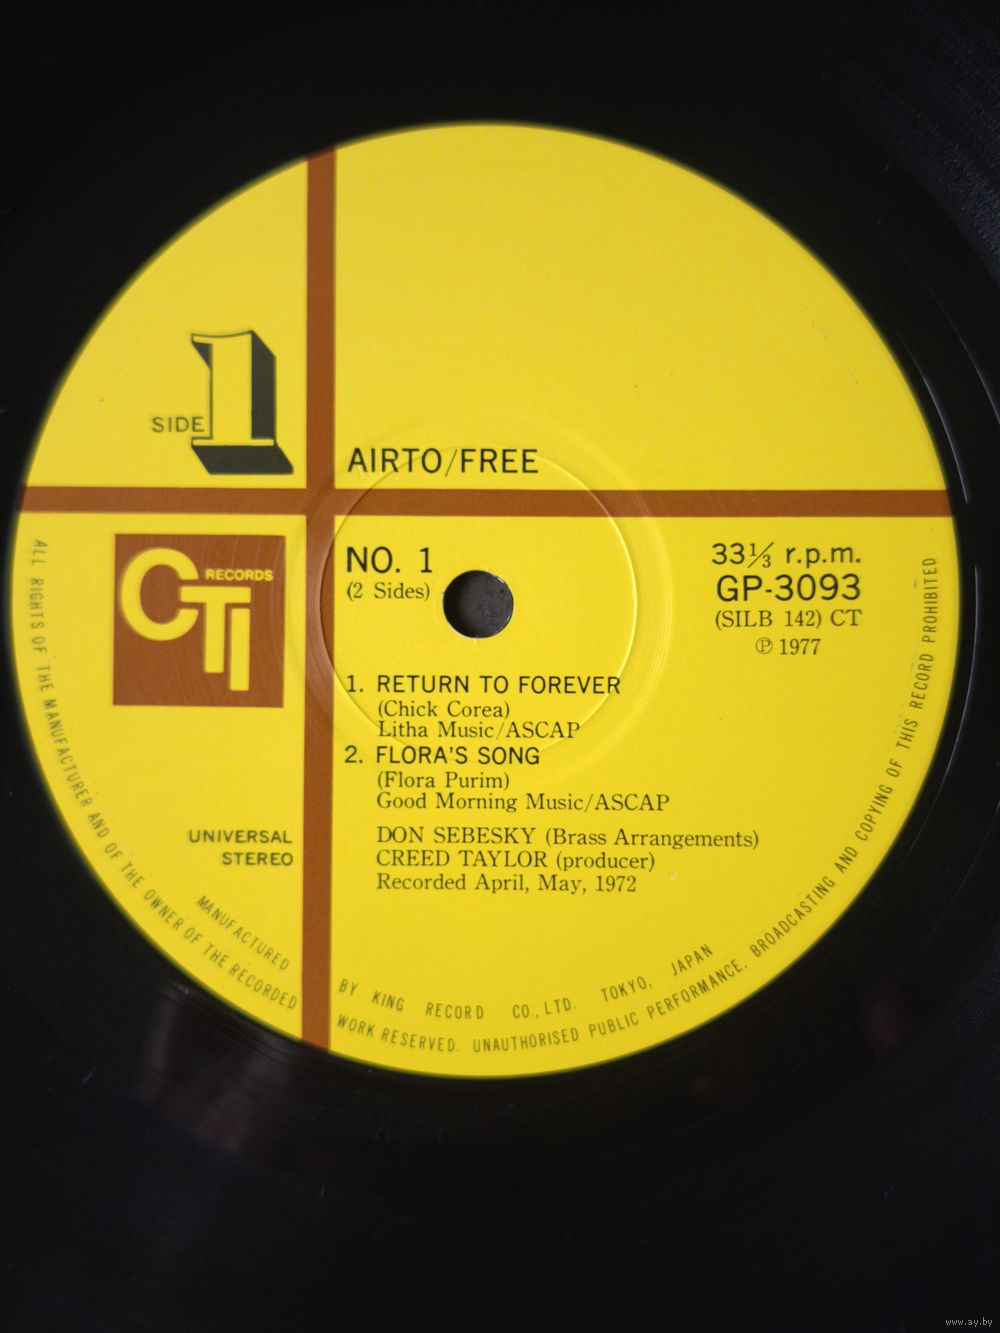 SIDE 1
AIRTO/FREE
CTI RECORDS
NO. 1
(2 Sides)
33⅓ r.p.m.
GP-3093
(SILB 142) CT
℗ 1977
1. RETURN TO FOREVER
(Chick Corea)
Litha Music/ASCAP
2. FLORA'S SONG
(Flora Purim)
Good Morning Music/ASCAP
DON SEBESKY (Brass Arrangements)
CREED TAYLOR (producer)
Recorded April, May, 1972
UNIVERSAL
STEREO
MANUFACTURED BY KING RECORD CO., LTD. TOKYO, JAPAN
ALL RIGHTS OF THE MANUFACTURER AND OF THE OWNER OF THE RECORDED WORK RESERVED. UNAUTHORISED PUBLIC PERFORMANCE, BROADCASTING AND COPYING OF THIS RECORD PROHIBITED
www.ay.by